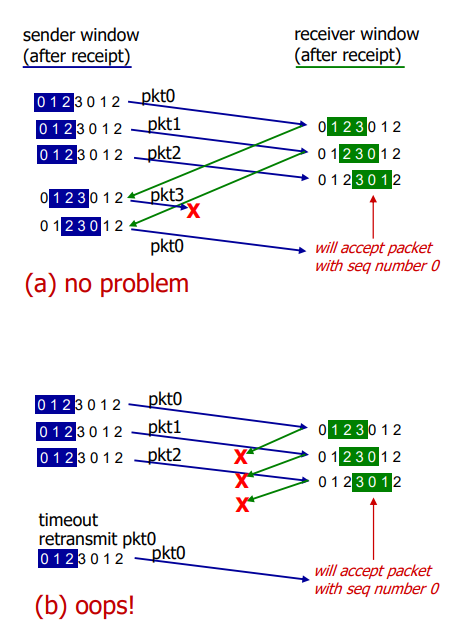 sender window receiver window
(after receipt) (after receipt)
0 1 2 3 0 1 2 pkt0
0 1 2 3 0 1 2
0 1 2 3 0 1 2 pkt1
0 1 2 3 0 1 2
0 1 2 3 0 1 2 pkt2
0 1 2 3 0 1 2
0 1 2 3 0 1 2 pkt3
X
0 1 2 3 0 1 2
pkt0
will accept packet
with seq number 0
(a) no problem
0 1 2 3 0 1 2 pkt0
0 1 2 3 0 1 2
0 1 2 3 0 1 2 pkt1
0 1 2 3 0 1 2
X
0 1 2 3 0 1 2 pkt2
0 1 2 3 0 1 2
X
X
timeout
retransmit pkt0
0 1 2 3 0 1 2 pkt0
will accept packet
with seq number 0
(b) oops!